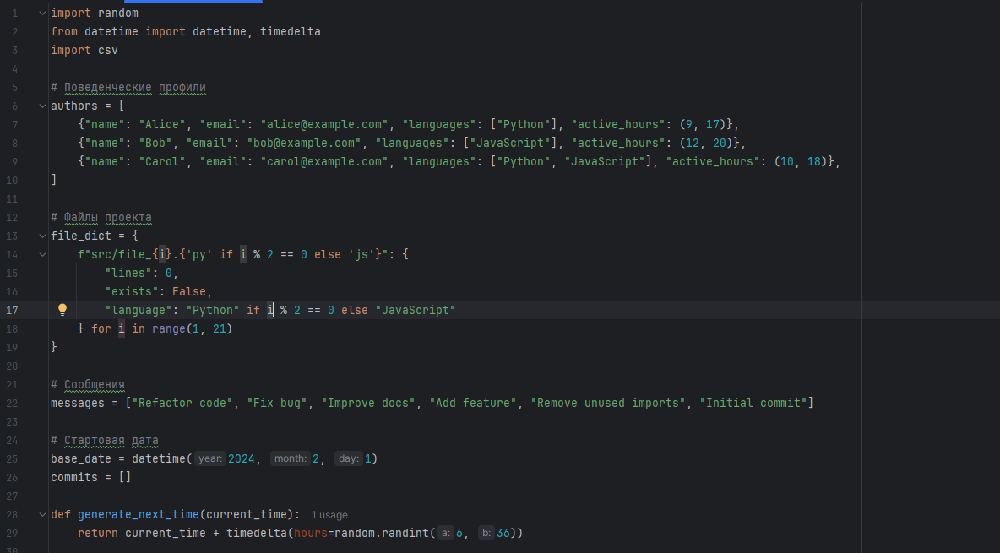 1 import random
2 from datetime import datetime, timedelta
3 import csv
4
5 # Поведенческие профили
6 authors = [
7     {"name": "Alice", "email": "alice@example.com", "languages": ["Python"], "active_hours": (9, 17)},
8     {"name": "Bob", "email": "bob@example.com", "languages": ["JavaScript"], "active_hours": (12, 20)},
9     {"name": "Carol", "email": "carol@example.com", "languages": ["Python", "JavaScript"], "active_hours": (10, 18)},
10 ]
11
12 # Файлы проекта
13 file_dict = {
14     f"src/file_{i}.{'py' if i % 2 == 0 else 'js'}": {
15         "lines": 0,
16         "exists": False,
17         "language": "Python" if i % 2 == 0 else "JavaScript"
18     } for i in range(1, 21)
19 }
20
21 # Сообщения
22 messages = ["Refactor code", "Fix bug", "Improve docs", "Add feature", "Remove unused imports", "Initial commit"]
23
24 # Стартовая дата
25 base_date = datetime( year: 2024, month: 2, day: 1)
26 commits = []
27
28 def generate_next_time(current_time): 1 usage
29     return current_time + timedelta(hours=random.randint( a: 6, b: 36))
30